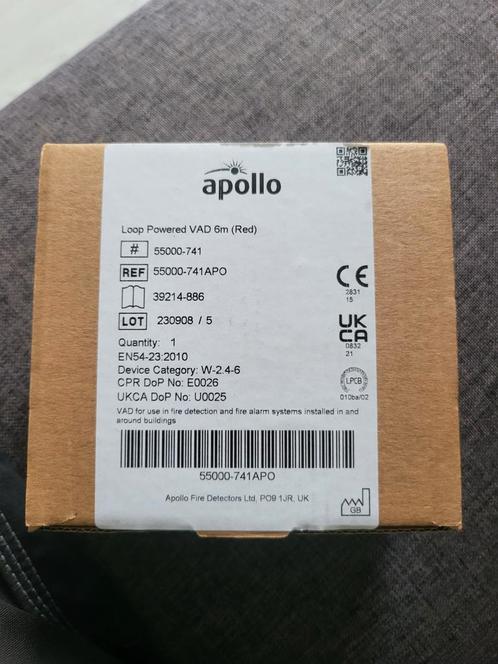 apollo
Loop Powered VAD 6m (Red)
# 55000-741
REF 55000-741APO
39214-886
LOT 230908 / 5
Quantity: 1
EN54-23:2010
Device Category: W-2.4-6
CPR DoP No: E0026
UKCA DoP No: U0025
VAD for use in fire detection and fire alarm systems installed in and
around buildings
CE
2831
15
UK
CA
0832
21
LPCB
010ba/02
55000-741APO
Apollo Fire Detectors Ltd, PO9 1JR, UK
GB